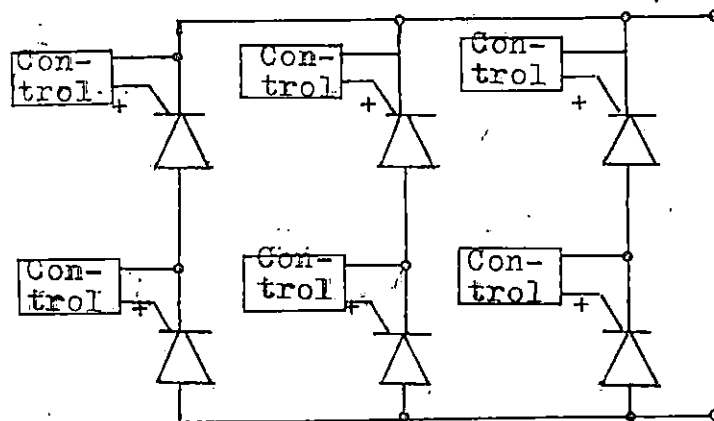 Con-
trol
+
Con-
trol
+
Con-
trol
+
Con-
trol
+
Con-
trol
+
Con-
trol
+